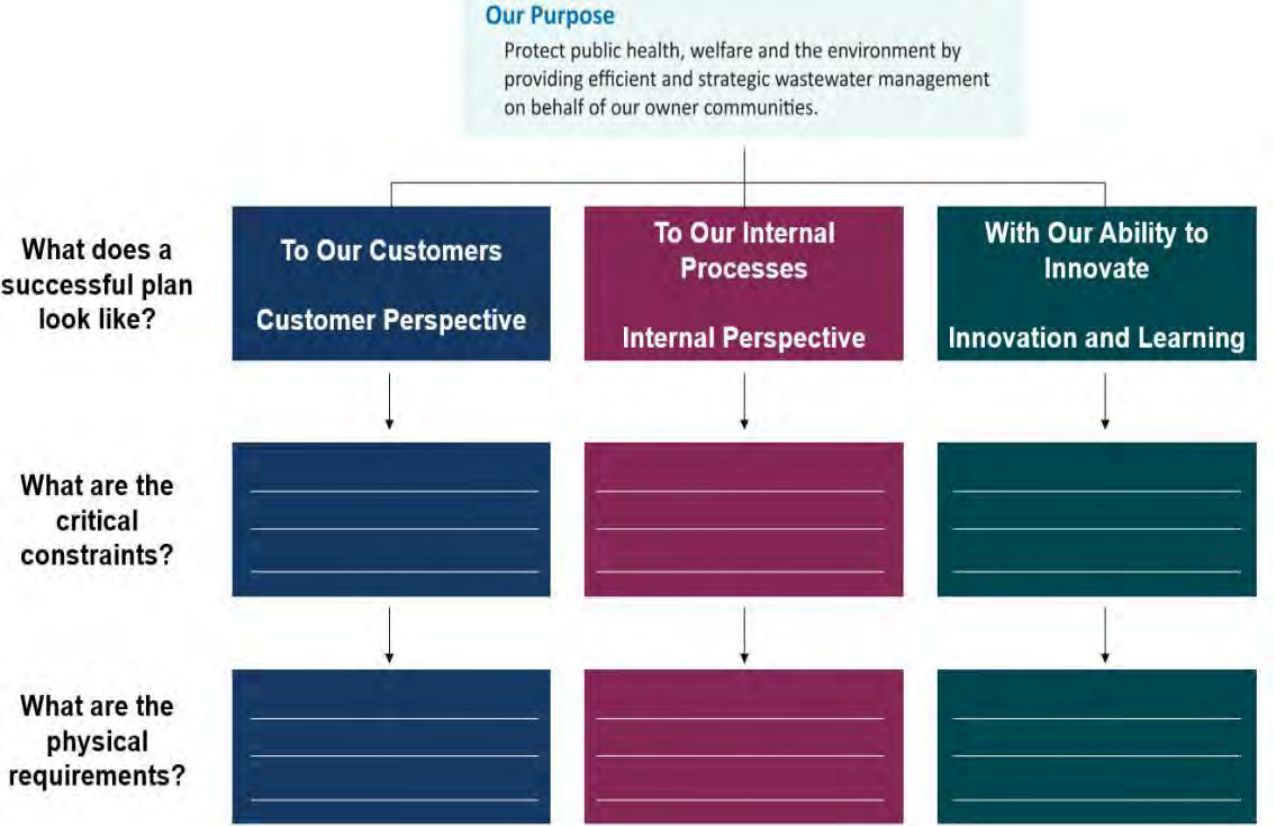 Our Purpose
Protect public health, welfare and the environment by
providing efficient and strategic wastewater management
on behalf of our owner communities.
What does a
successful plan
look like?
To Our Customers
Customer Perspective
To Our Internal
Processes
Internal Perspective
With Our Ability to
Innovate
Innovation and Learning
What are the
critical
constraints?
What are the
physical
requirements?